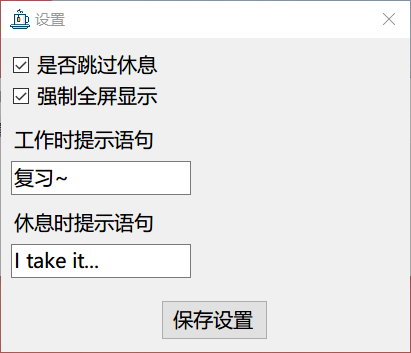 设置
是否跳过休息
强制全屏显示
工作时提示语句
复习~
休息时提示语句
I take it...
保存设置